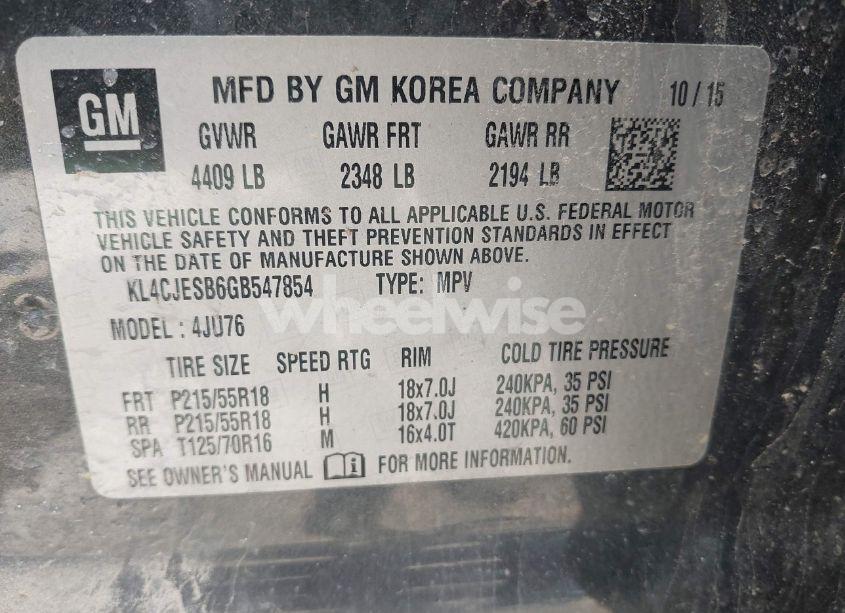 GM
MFD BY GM KOREA COMPANY 10 / 15
GVWR GAWR FRT GAWR RR
4409 LB 2348 LB 2194 LB
THIS VEHICLE CONFORMS TO ALL APPLICABLE U.S. FEDERAL MOTOR
VEHICLE SAFETY AND THEFT PREVENTION STANDARDS IN EFFECT
ON THE DATE OF MANUFACTURE SHOWN ABOVE.
KL4CJESB6GB547854 TYPE: MPV
wheelwise
MODEL : 4JU76
TIRE SIZE SPEED RTG RIM COLD TIRE PRESSURE
FRT P215/55R18 H 18x7.0J 240KPA, 35 PSI
RR P215/55R18 H 18x7.0J 240KPA, 35 PSI
SPA T125/70R16 M 16x4.0T 420KPA, 60 PSI
SEE OWNER'S MANUAL i FOR MORE INFORMATION.